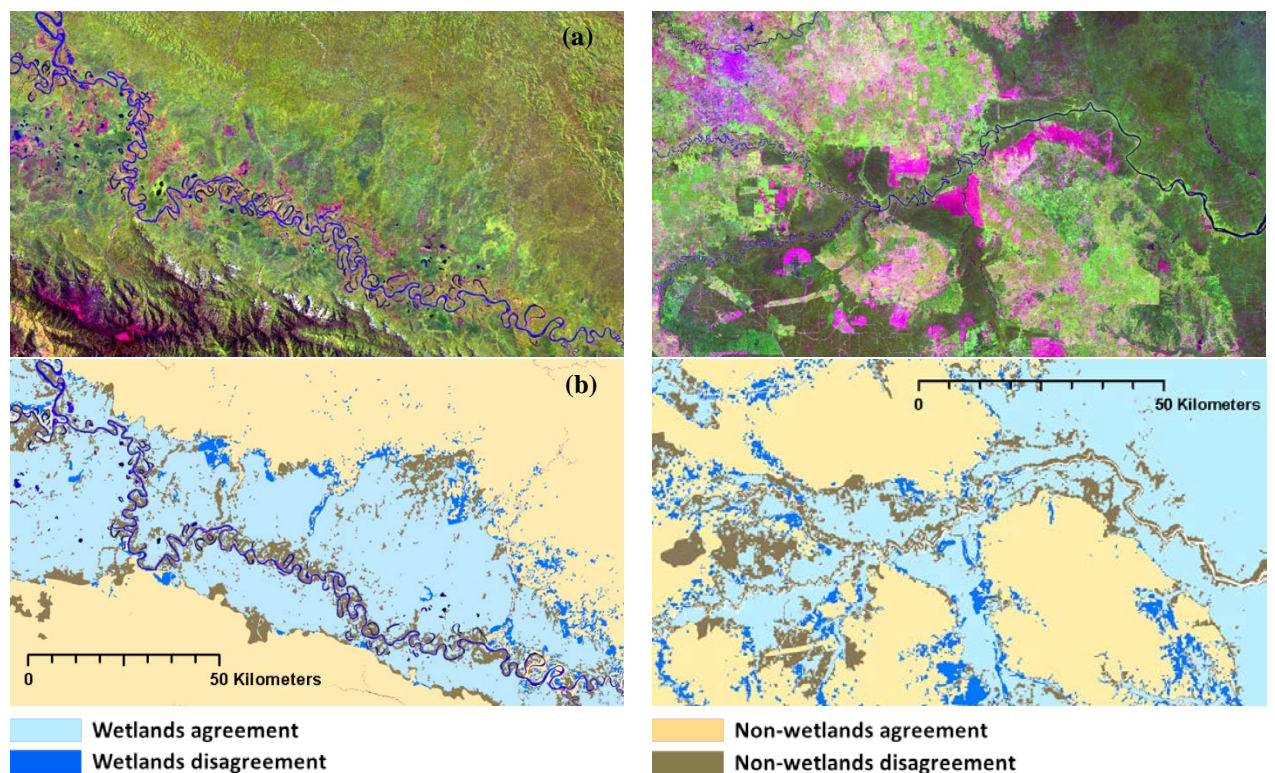 (a)
(b)
0 50 Kilometers
0 50 Kilometers
Wetlands agreement
Wetlands disagreement
Non-wetlands agreement
Non-wetlands disagreement